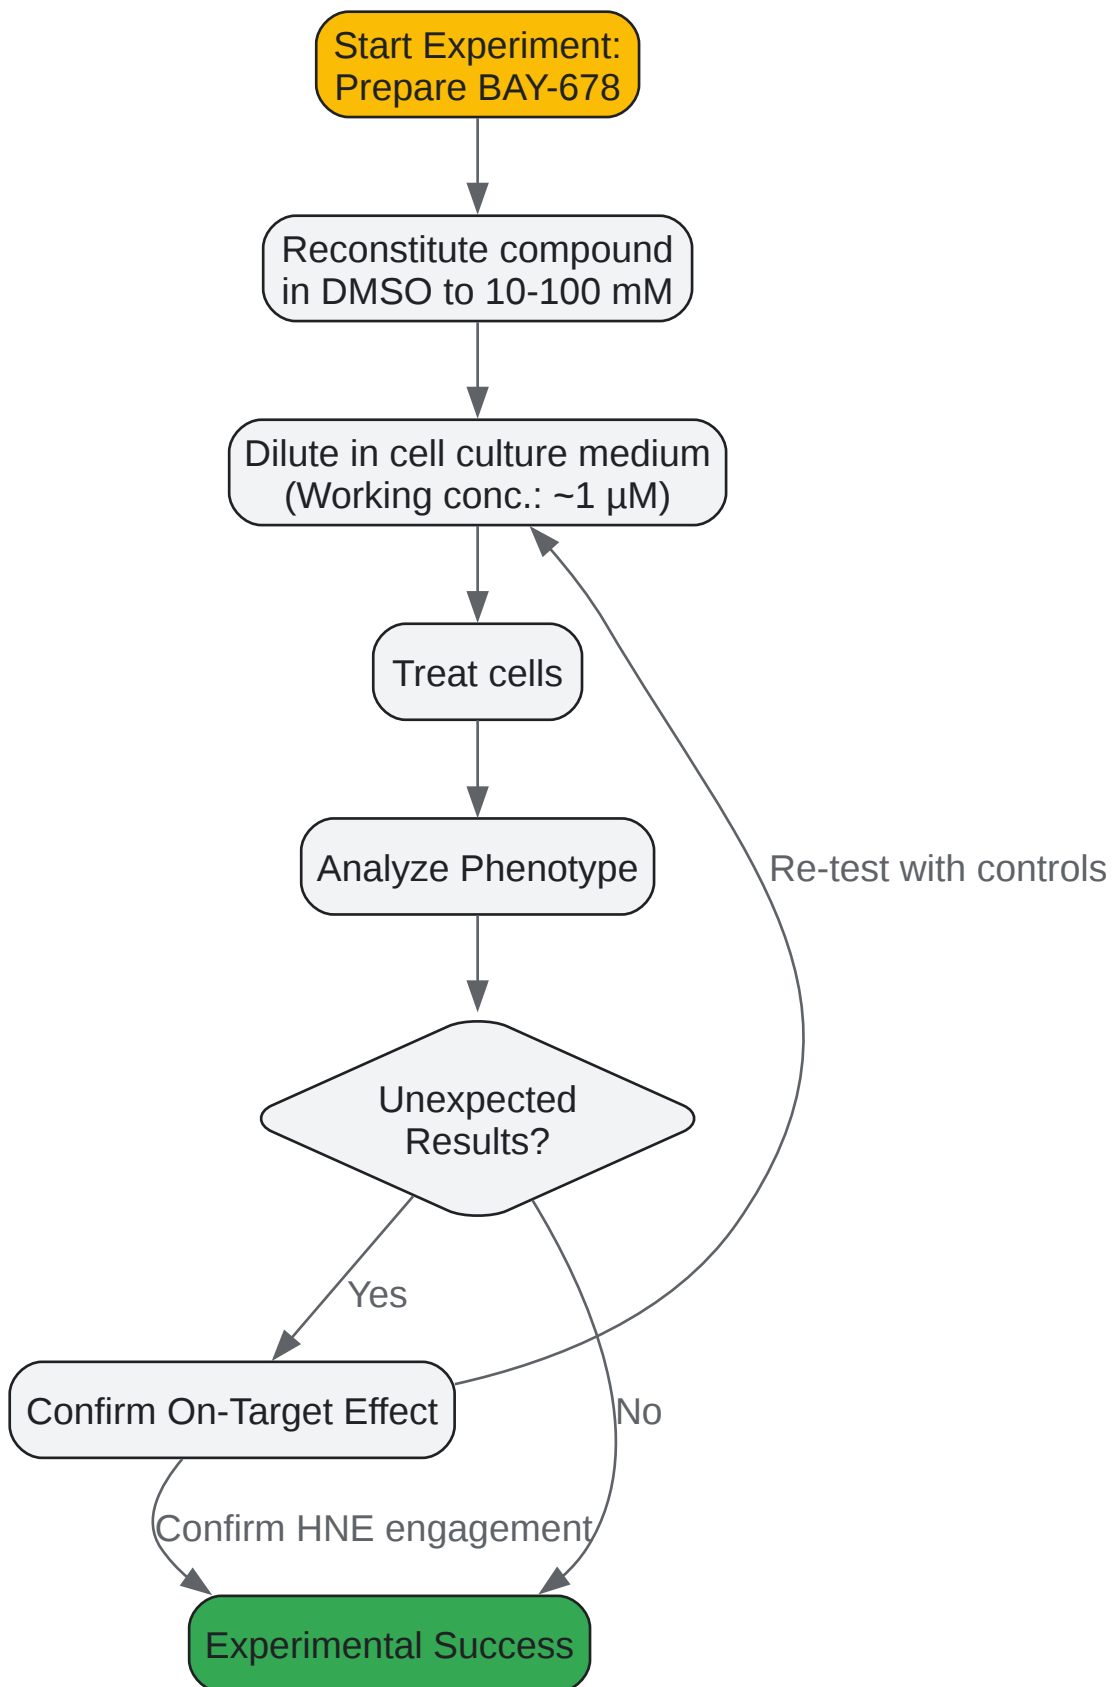 Start Experiment:
Prepare BAY-678
Reconstitute compound
in DMSO to 10-100 mM
Dilute in cell culture medium
(Working conc.: ~1 µM)
Treat cells
Analyze Phenotype
Re-test with controls
Unexpected
Results?
Yes
Confirm On-Target Effect
No
Confirm HNE engagement
Experimental Success